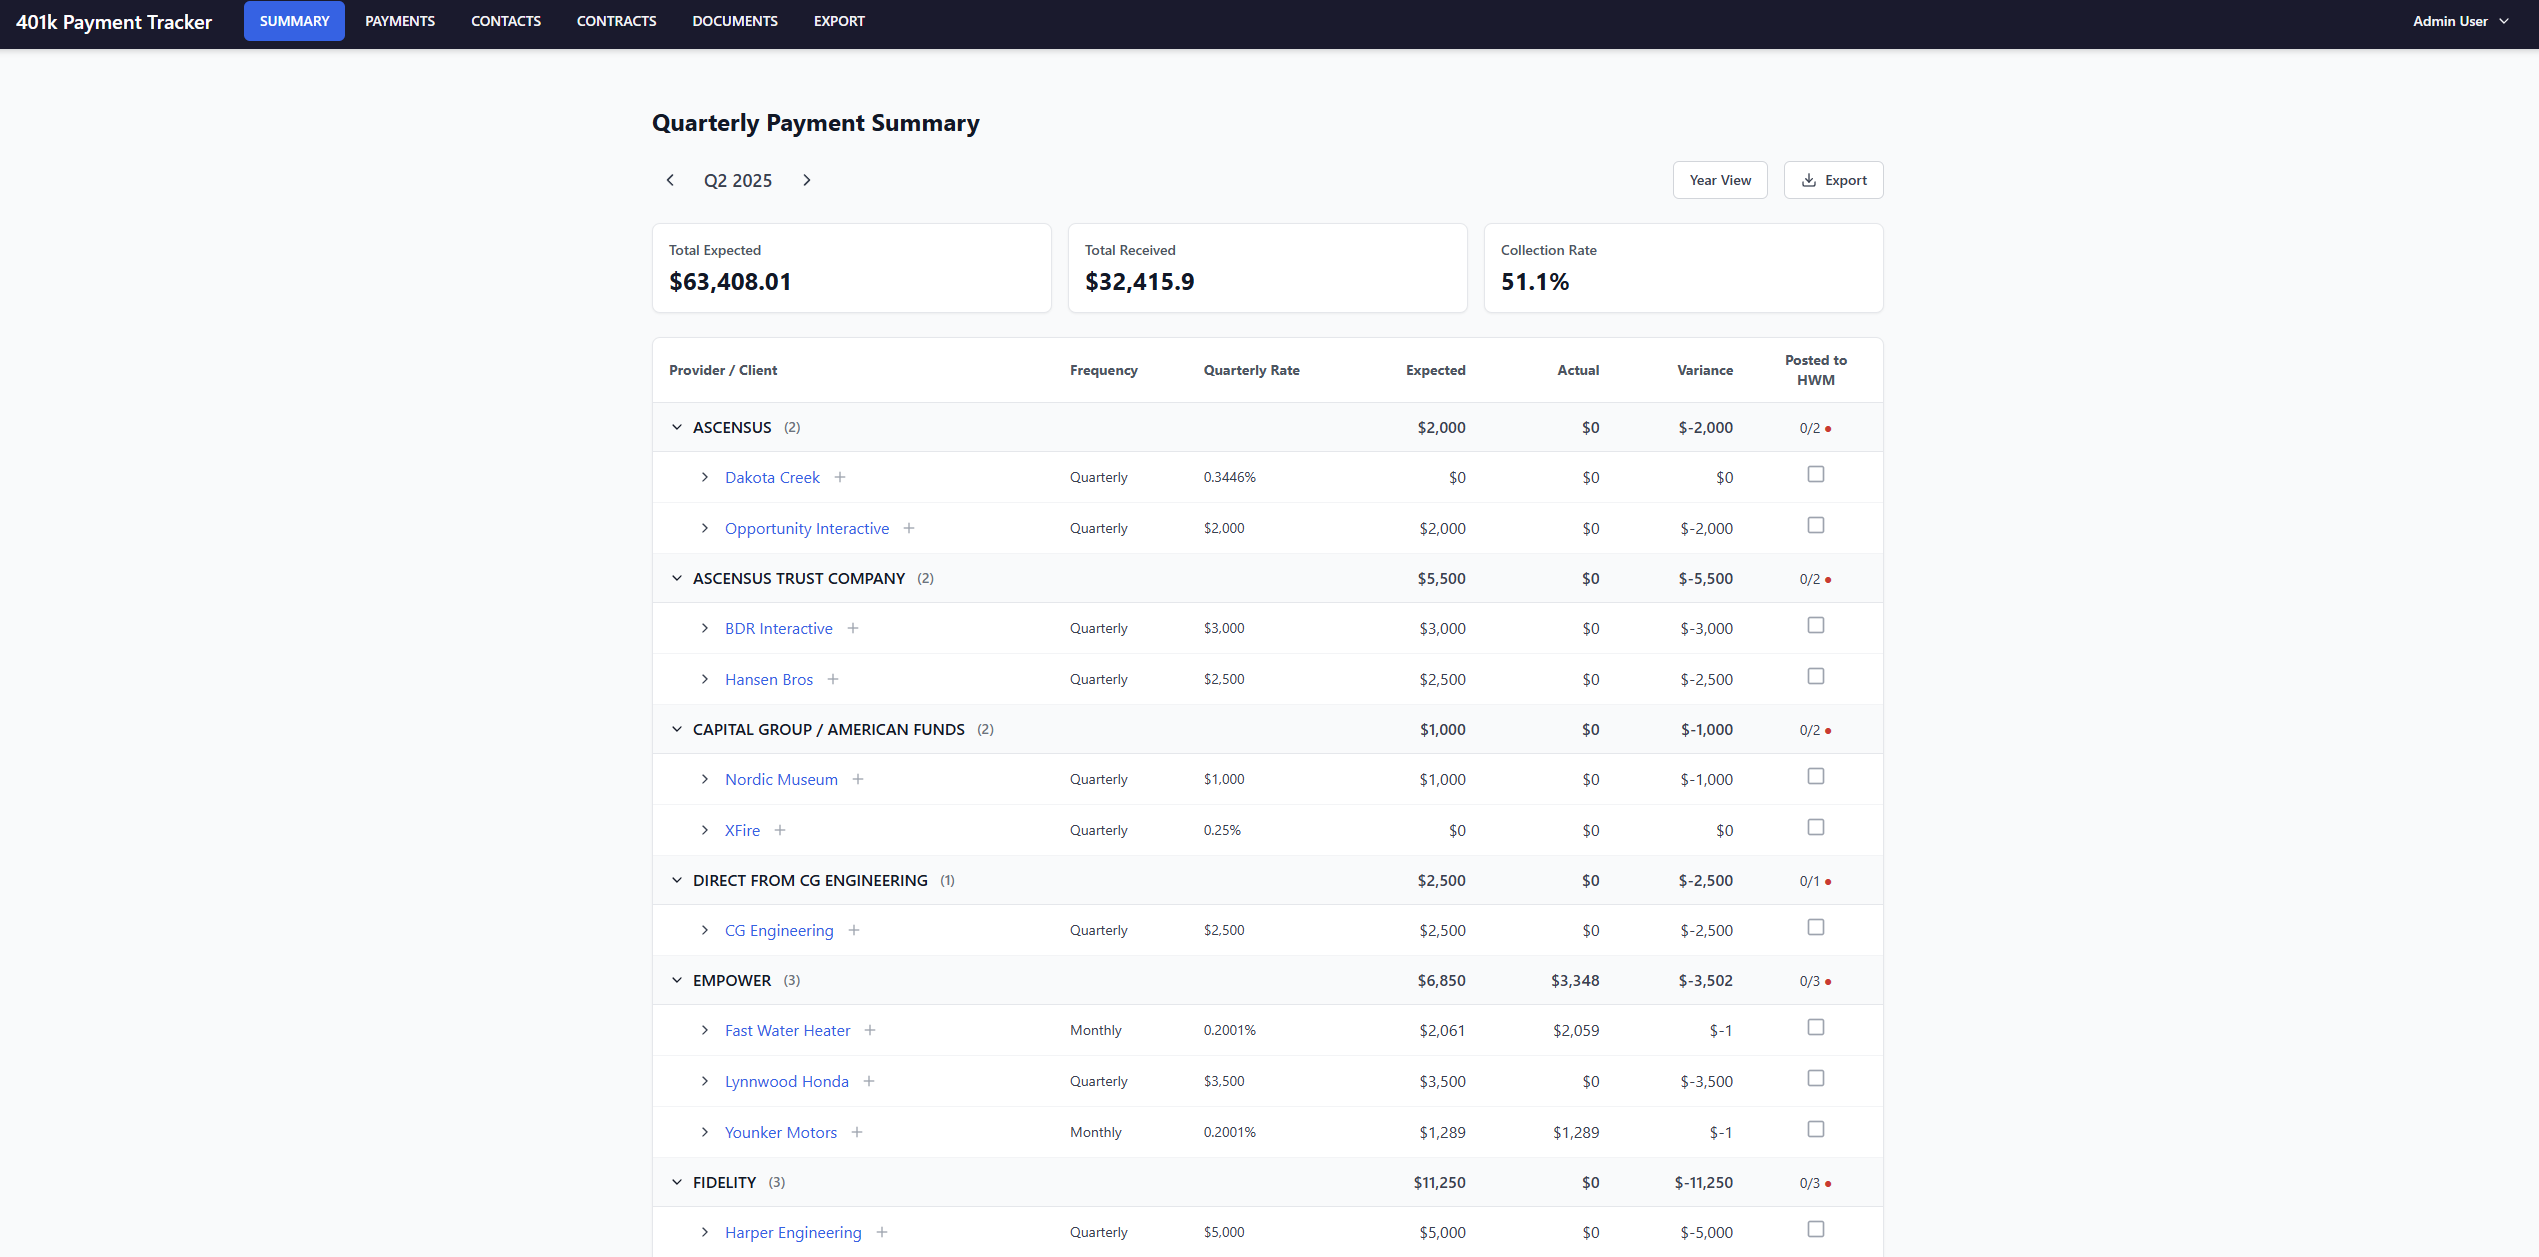 401k Payment Tracker SUMMARY PAYMENTS CONTACTS CONTRACTS DOCUMENTS EXPORT Admin User
Quarterly Payment Summary
Q2 2025 Year View Export
Total Expected
$63,408.01
Total Received
$32,415.9
Collection Rate
51.1%
Provider / Client Frequency Quarterly Rate Expected Actual Variance Posted to HWM
ASCENSUS (2) $2,000 $0 $-2,000 0/2
Dakota Creek + Quarterly 0.3446% $0 $0 $0
Opportunity Interactive + Quarterly $2,000 $2,000 $0 $-2,000
ASCENSUS TRUST COMPANY (2) $5,500 $0 $-5,500 0/2
BDR Interactive + Quarterly $3,000 $3,000 $0 $-3,000
Hansen Bros + Quarterly $2,500 $2,500 $0 $-2,500
CAPITAL GROUP / AMERICAN FUNDS (2) $1,000 $0 $-1,000 0/2
Nordic Museum + Quarterly $1,000 $1,000 $0 $-1,000
XFire + Quarterly 0.25% $0 $0 $0
DIRECT FROM CG ENGINEERING (1) $2,500 $0 $-2,500 0/1
CG Engineering + Quarterly $2,500 $2,500 $0 $-2,500
EMPOWER (3) $6,850 $3,348 $-3,502 0/3
Fast Water Heater + Monthly 0.2001% $2,061 $2,059 $-1
Lynnwood Honda + Quarterly $3,500 $3,500 $0 $-3,500
Younker Motors + Monthly 0.2001% $1,289 $1,289 $-1
FIDELITY (3) $11,250 $0 $-11,250 0/3
Harper Engineering + Quarterly $5,000 $5,000 $0 $-5,000